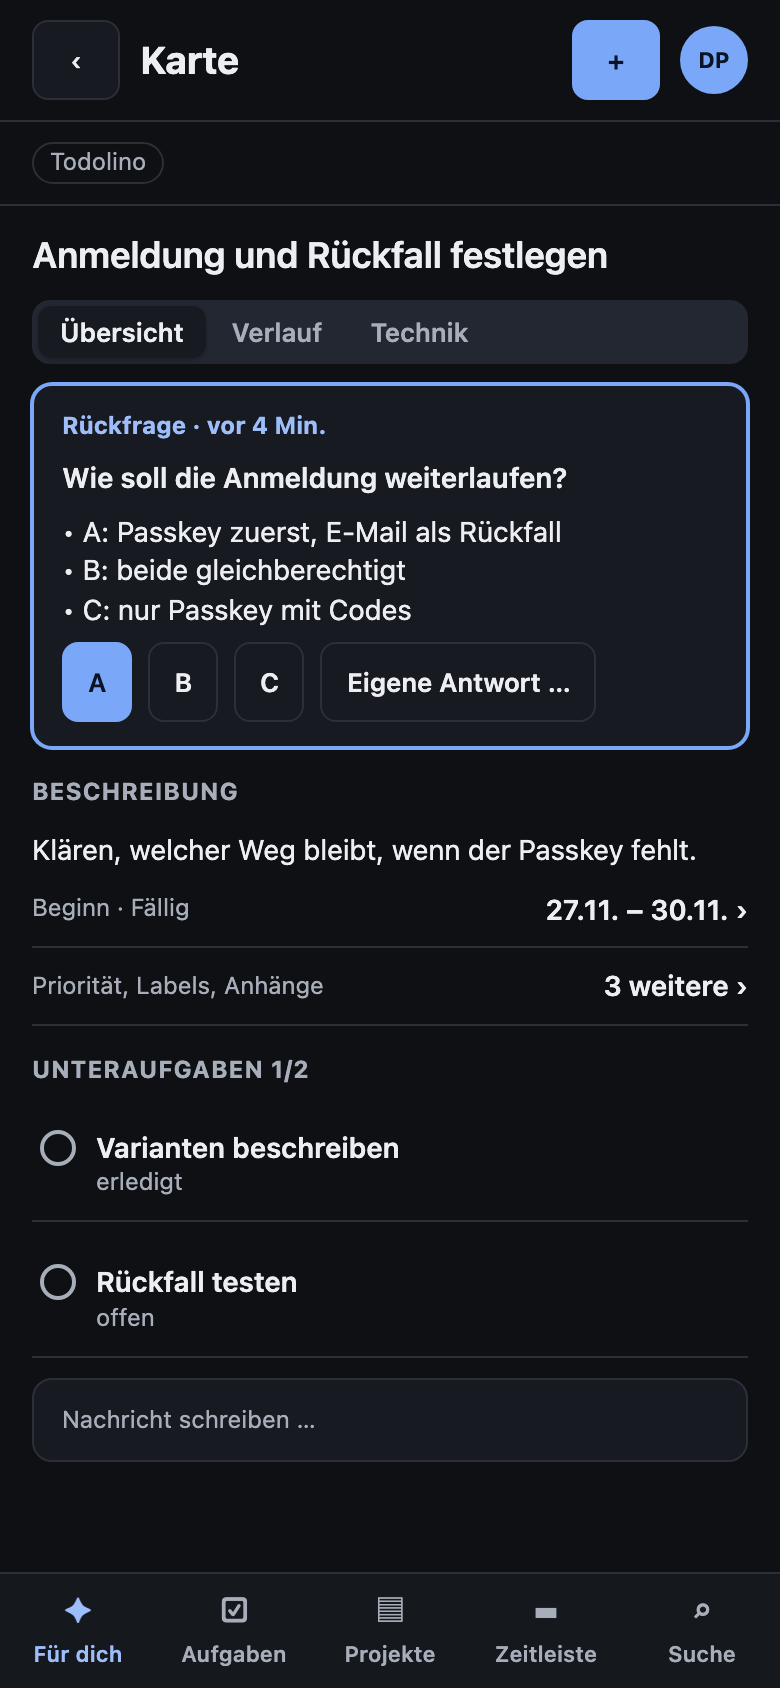 ‹ Karte + DP
Todolino
Anmeldung und Rückfall festlegen
Übersicht Verlauf Technik
Rückfrage · vor 4 Min.
Wie soll die Anmeldung weiterlaufen?
• A: Passkey zuerst, E-Mail als Rückfall
• B: beide gleichberechtigt
• C: nur Passkey mit Codes
A B C Eigene Antwort ...
BESCHREIBUNG
Klären, welcher Weg bleibt, wenn der Passkey fehlt.
Beginn · Fällig 27.11. – 30.11. ›
Priorität, Labels, Anhänge 3 weitere ›
UNTERAUFGABEN 1/2
Varianten beschreiben
erledigt
Rückfall testen
offen
Nachricht schreiben ...
Für dich Aufgaben Projekte Zeitleiste Suche